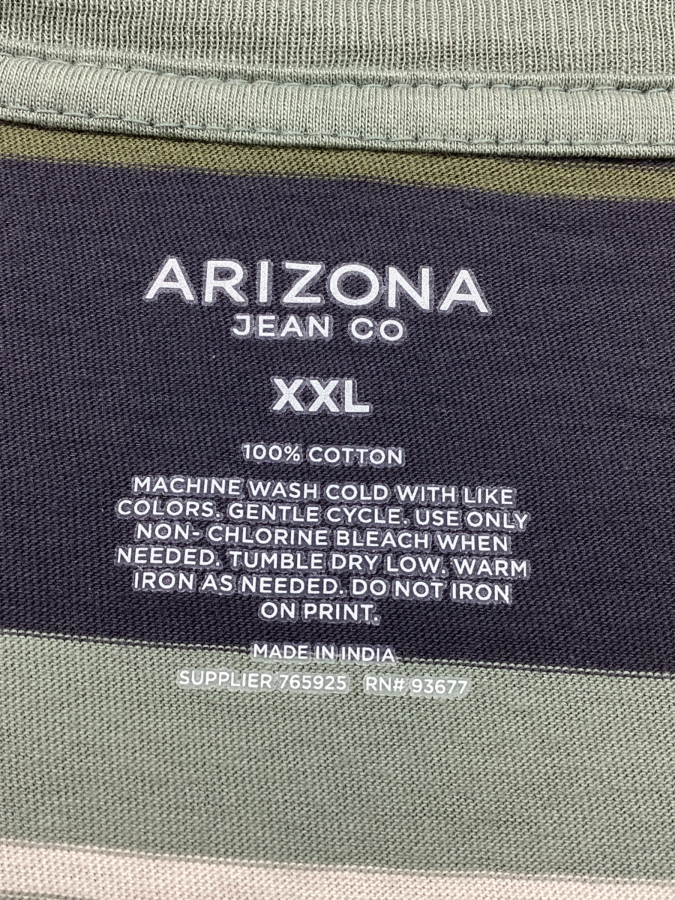 ARIZONA
JEAN CO
XXL
100% COTTON
MACHINE WASH COLD WITH LIKE
COLORS. GENTLE CYCLE. USE ONLY
NON- CHLORINE BLEACH WHEN
NEEDED. TUMBLE DRY LOW. WARM
IRON AS NEEDED. DO NOT IRON
ON PRINT.
MADE IN INDIA
SUPPLIER 765925 RN# 93677